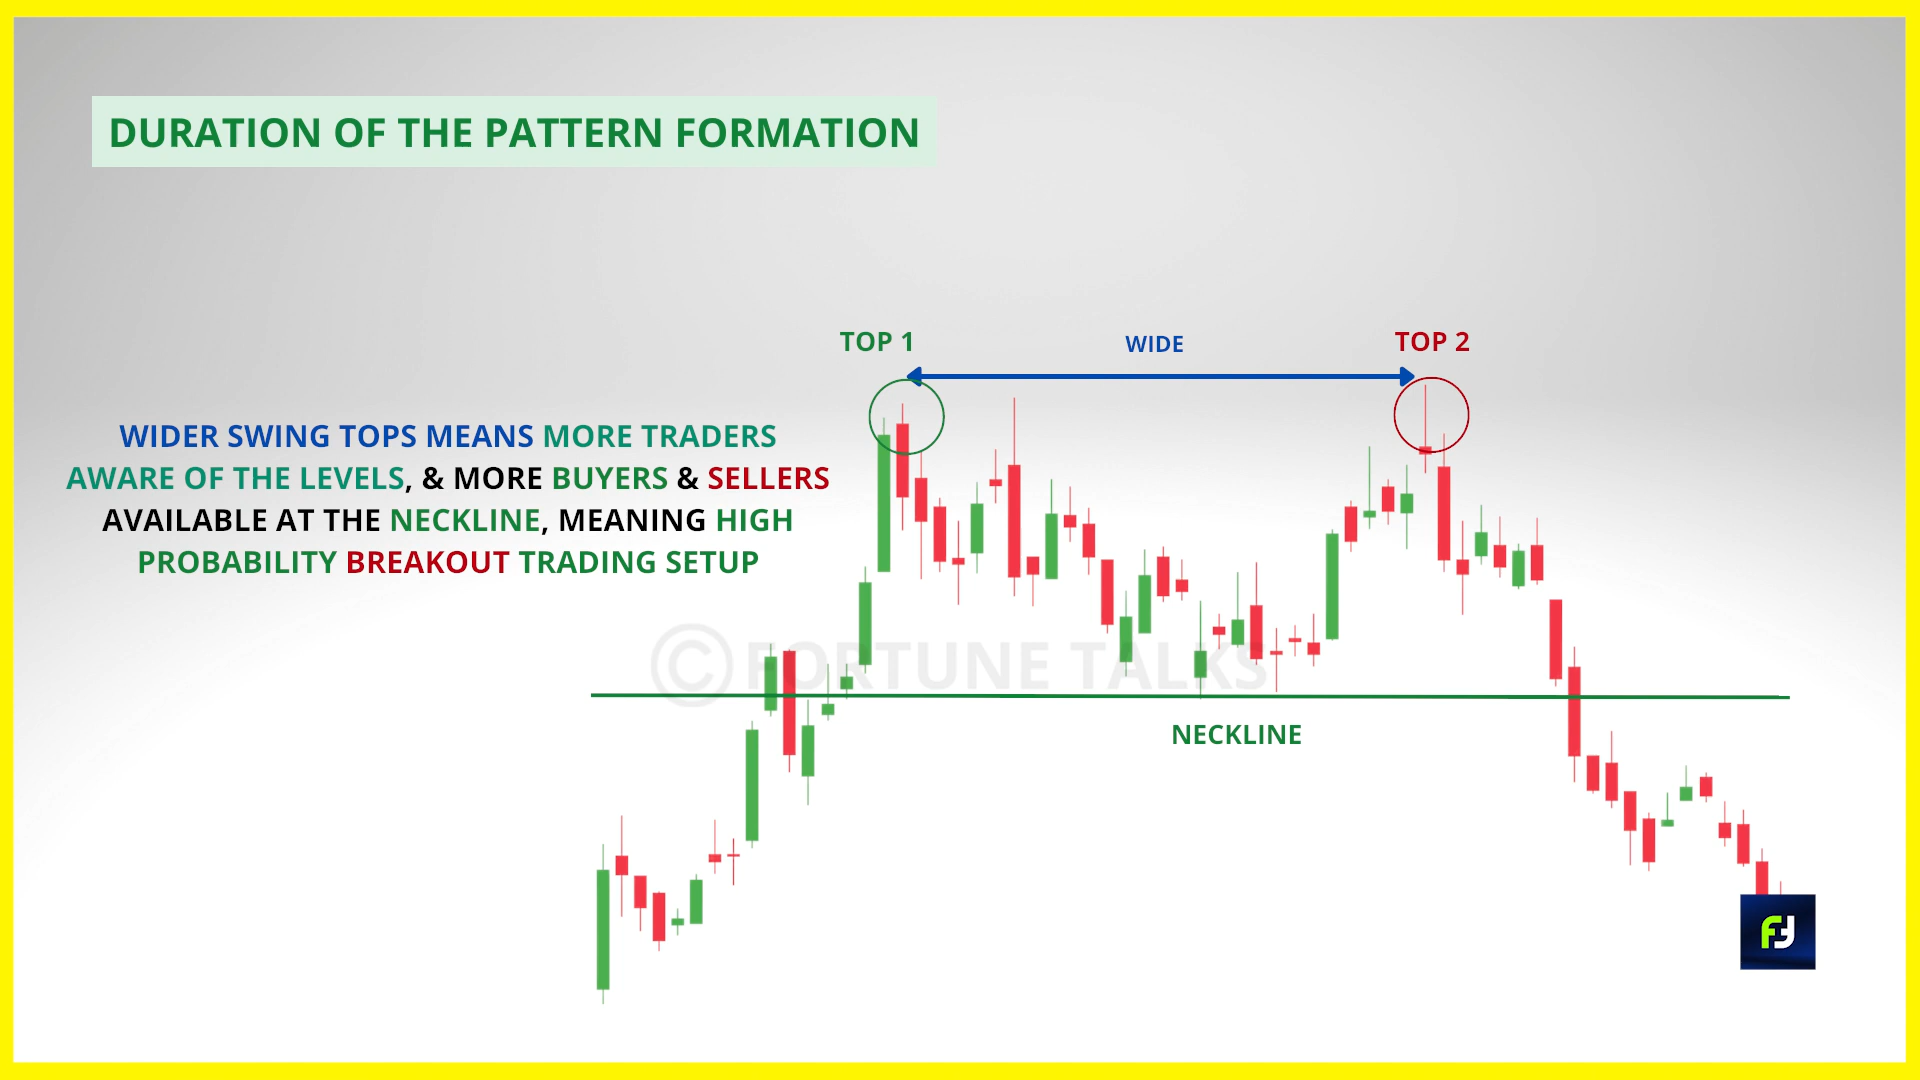 DURATION OF THE PATTERN FORMATION
TOP 1
WIDE
TOP 2
WIDER SWING TOPS MEANS MORE TRADERS
AWARE OF THE LEVELS, & MORE BUYERS & SELLERS
AVAILABLE AT THE NECKLINE, MEANING HIGH
PROBABILITY BREAKOUT TRADING SETUP
© FORTUNE TALKS
NECKLINE